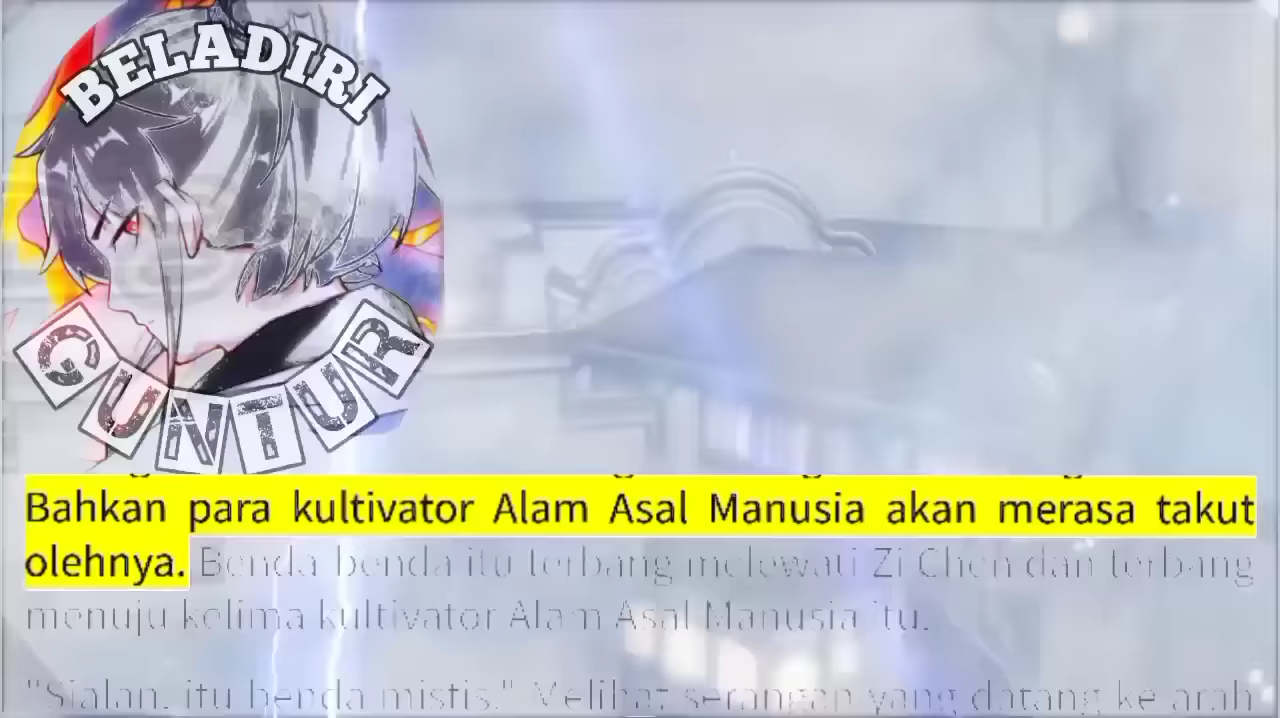 BELADIRI
GUNTUR
Bahkan para kultivator Alam Asal Manusia akan merasa takut
olehnya. Benda benda itu terbang melewati Zi Chen dan terbang
menuju kelima kultivator Alam Asal Manusia itu.
"Sialan, itu benda mistis." Melihat serangan yang datang ke arah